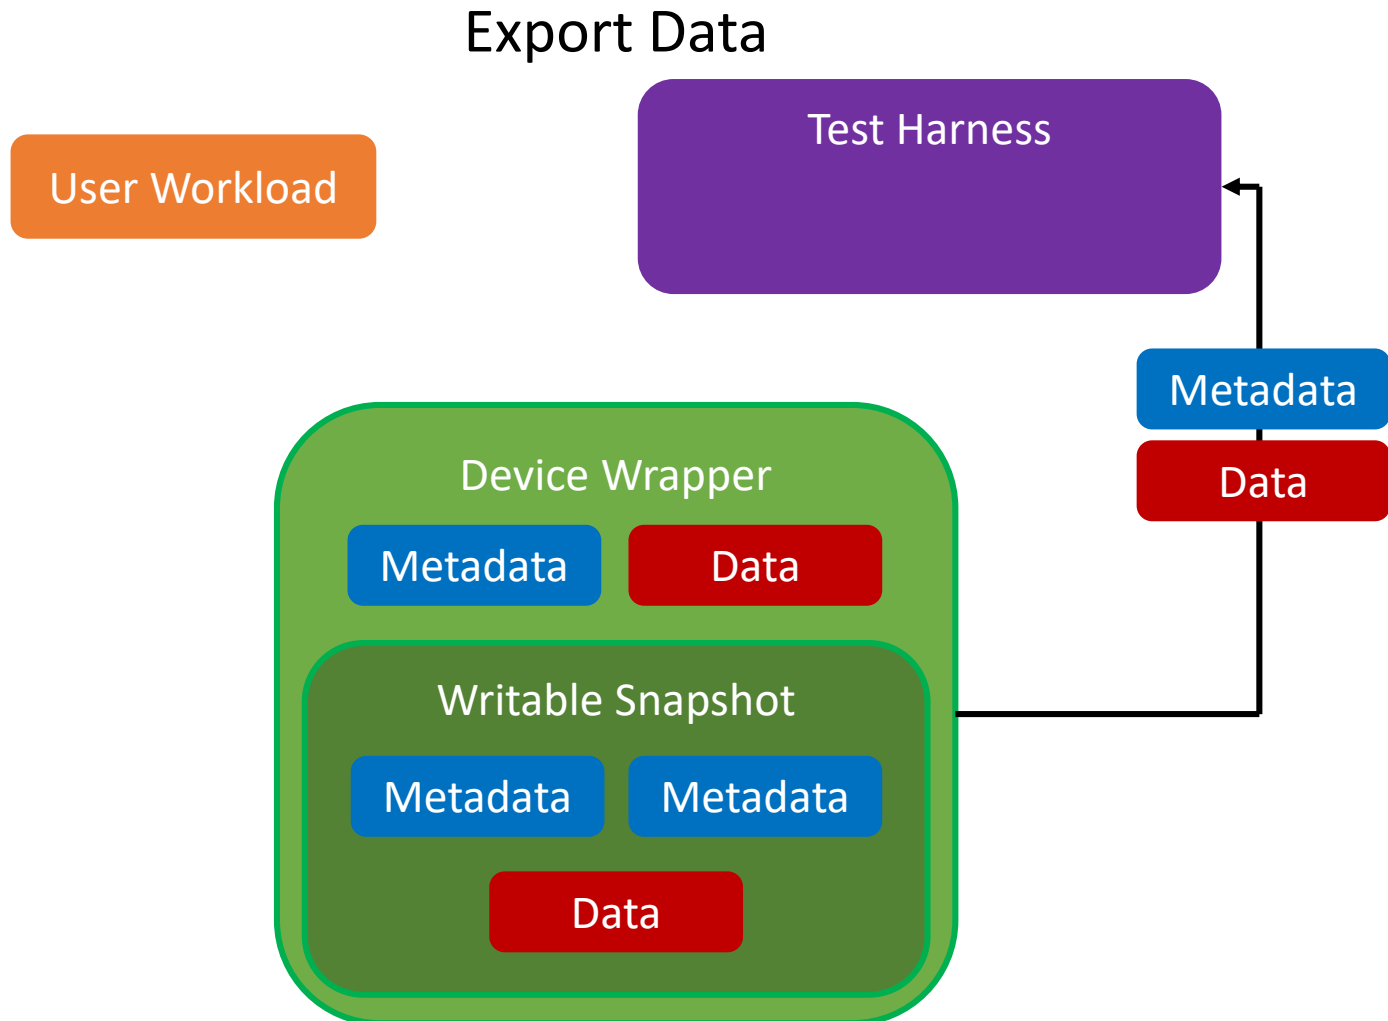 Export Data
Test Harness
User Workload
Metadata
Data
Device Wrapper
Metadata
Data
Writable Snapshot
Metadata
Metadata
Data